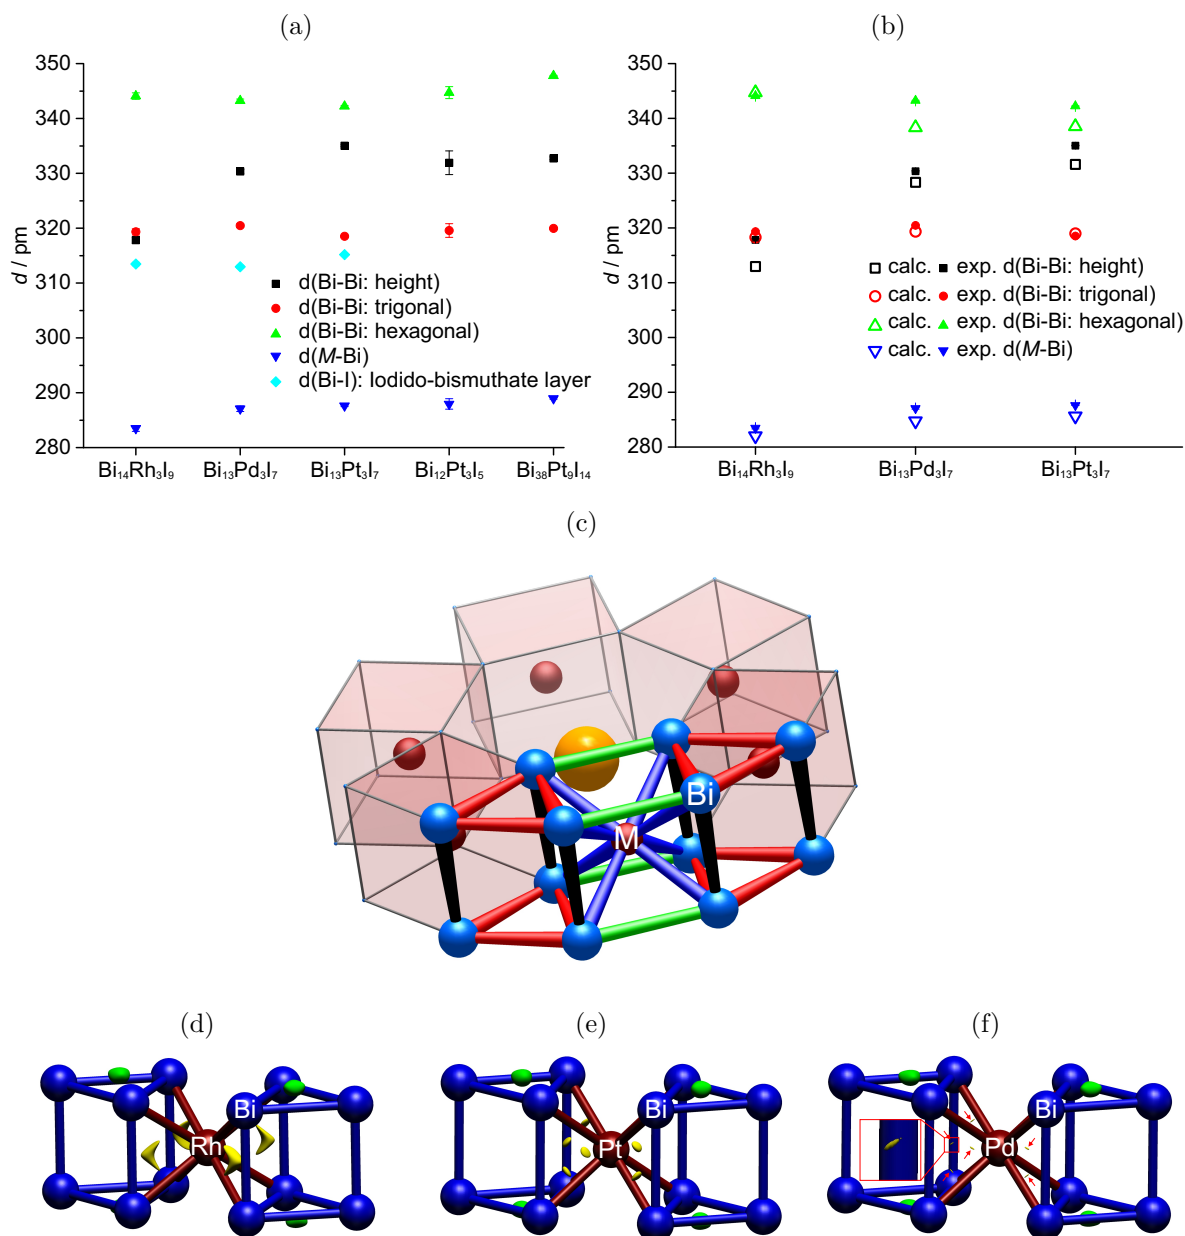 (a)
(b)
350
340
330
320
310
300
290
280
d / pm
d(Bi-Bi: height)
d(Bi-Bi: trigonal)
d(Bi-Bi: hexagonal)
d(M-Bi)
d(Bi-I): Iodido-bismuthate layer
Bi₁₄Rh₃I₉ Bi₁₃Pd₃I₇ Bi₁₃Pt₃I₇ Bi₁₂Pt₃I₅ Bi₃₈Pt₉I₁₄
350
340
330
320
310
300
290
280
d / pm
calc. exp. d(Bi-Bi: height)
calc. exp. d(Bi-Bi: trigonal)
calc. exp. d(Bi-Bi: hexagonal)
calc. exp. d(M-Bi)
Bi₁₄Rh₃I₉ Bi₁₃Pd₃I₇ Bi₁₃Pt₃I₇
(c)
Bi
M
(d)
(e)
(f)
Bi
Rh
Bi
Pt
Bi
Pd